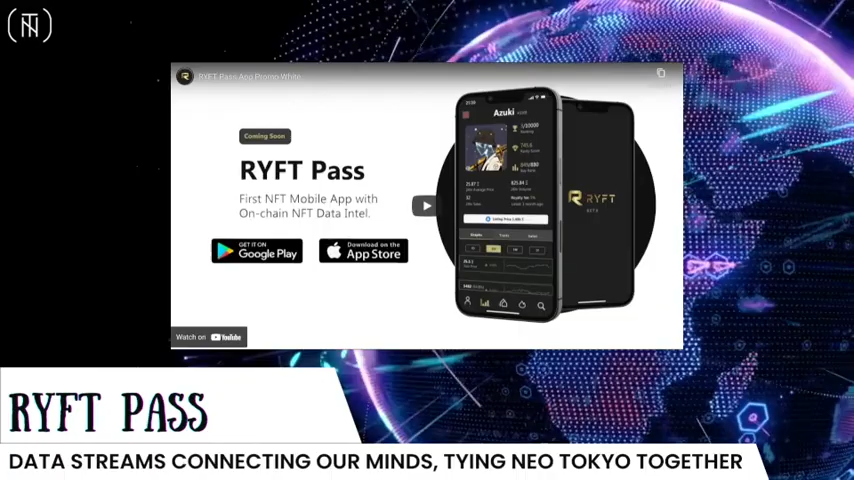 RYFT Pass App Promo White
Coming Soon
RYFT Pass
First NFT Mobile App with
On-chain NFT Data Intel.
GET IT ON
Google Play
Download on the
App Store
Azuki
RYFT
BETA
Watch on YouTube
RYFT PASS
DATA STREAMS CONNECTING OUR MINDS, TYING NEO TOKYO TOGETHER